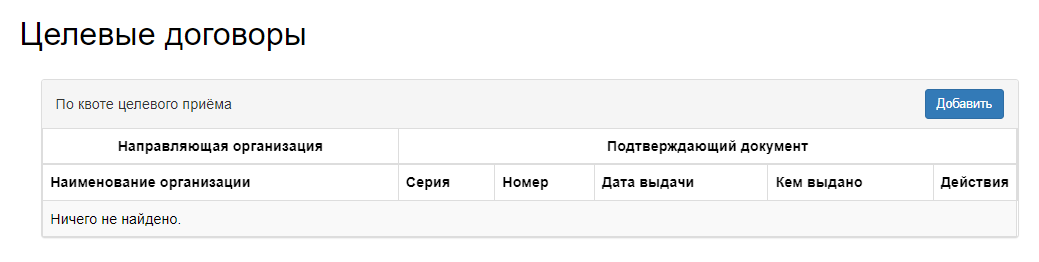 Целевые договоры
По квоте целевого приёма Добавить
Направляющая организация Подтверждающий документ
Наименование организации Серия Номер Дата выдачи Кем выдано Действия
Ничего не найдено.